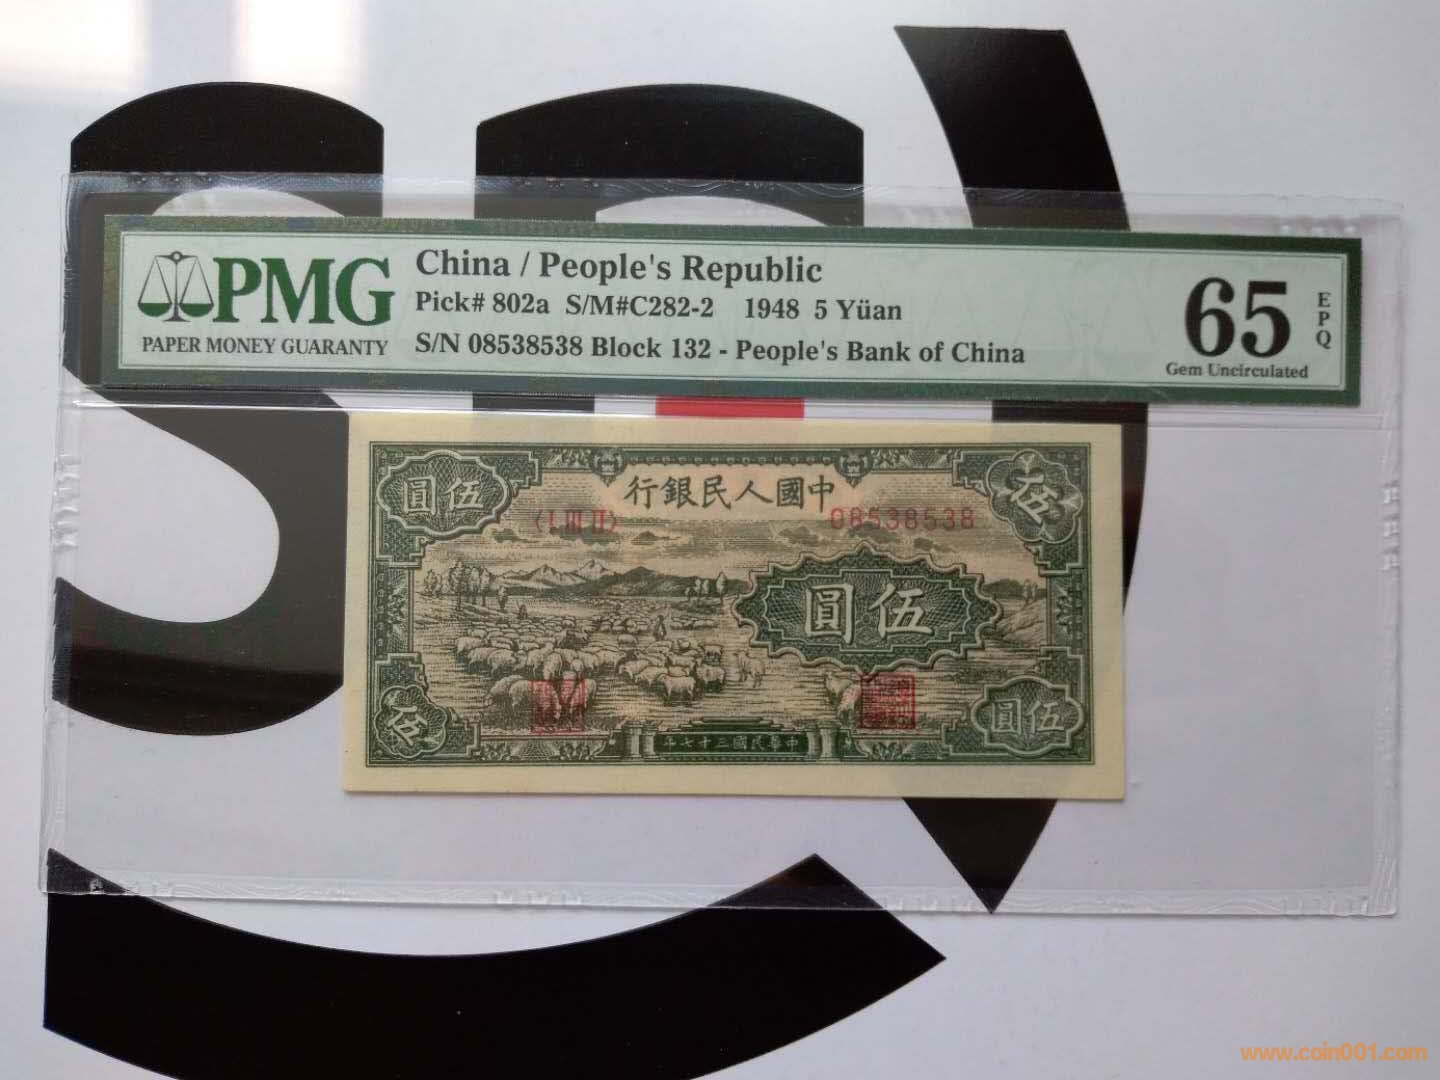 PMG
PAPER MONEY GUARANTY
China / People's Republic
Pick# 802a S/M#C282-2 1948 5 Yüan
S/N 08538538 Block 132 - People's Bank of China
65
EPQ
Gem Uncirculated
行銀民人國中
圓伍
伍
〈I III II〉
08538538
圓伍
伍
圓伍
年七十三國民華中
www.coin001.com